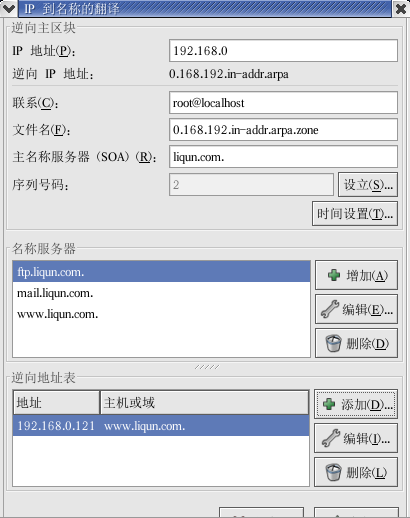 IP 到名称的翻译
逆向主区块
IP 地址(P): 192.168.0
逆向 IP 地址: 0.168.192.in-addr.arpa
联系(C): root@localhost
文件名(F): 0.168.192.in-addr.arpa.zone
主名称服务器 (SOA) (R): liqun.com.
序列号码: 2 设立(S)...
时间设置(T)...
名称服务器
ftp.liqun.com. 增加(A)
mail.liqun.com.
www.liqun.com. 编辑(E)...
删除(D)
逆向地址表
地址 主机或域 添加(D)...
192.168.0.121 www.liqun.com.
编辑(I)...
删除(L)